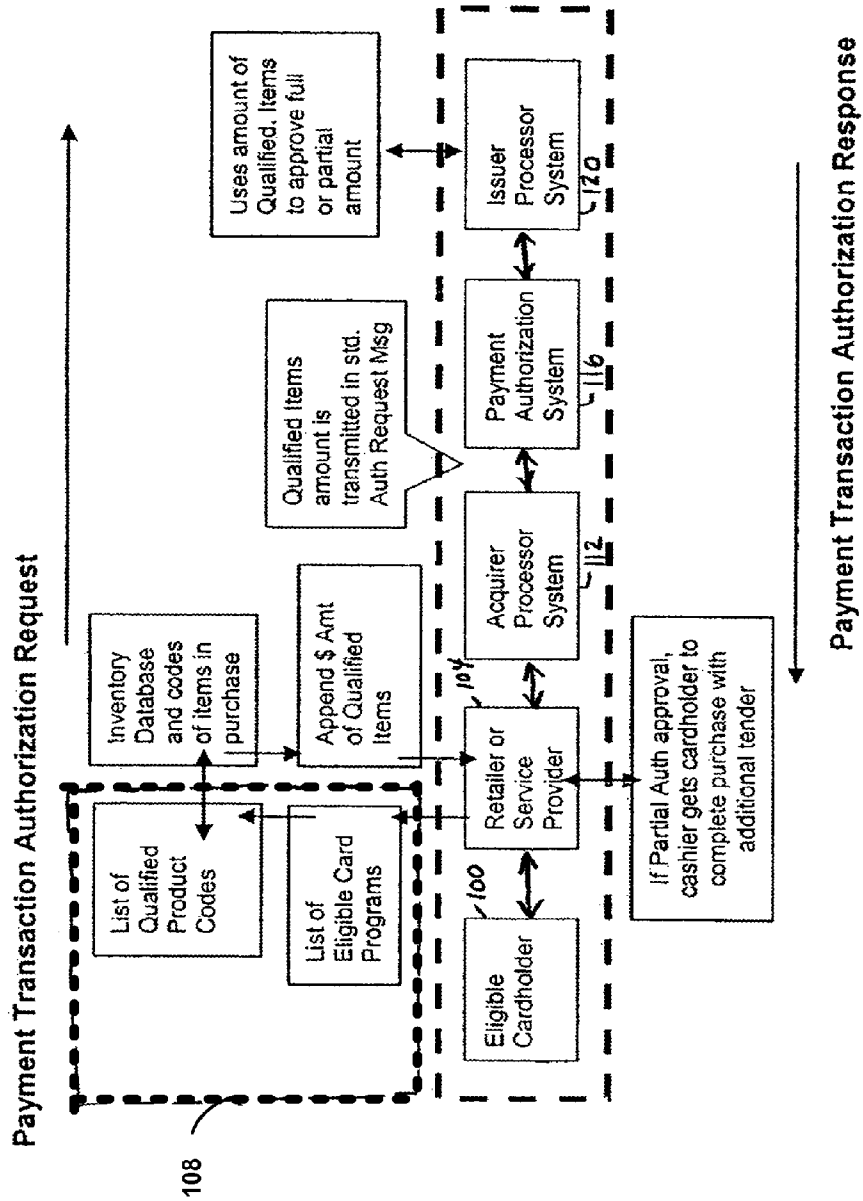 Payment Transaction Authorization Request
108
List of
Qualified
Product
Codes
Inventory
Database
and codes
of items in
purchase
List of
Eligible Card
Programs
Append $ Amt
of Qualified
Items
Qualified Items
amount is
transmitted in std.
Auth Request Msg
Uses amount of
Qualified. Items
to approve full
or partial
amount
100
Eligible
Cardholder
104
Retailer or
Service
Provider
Acquirer
Processor
System
112
Payment
Authorization
System
116
Issuer
Processor
System
120
If Partial Auth approval,
cashier gets cardholder to
complete purchase with
additional tender
Payment Transaction Authorization Response